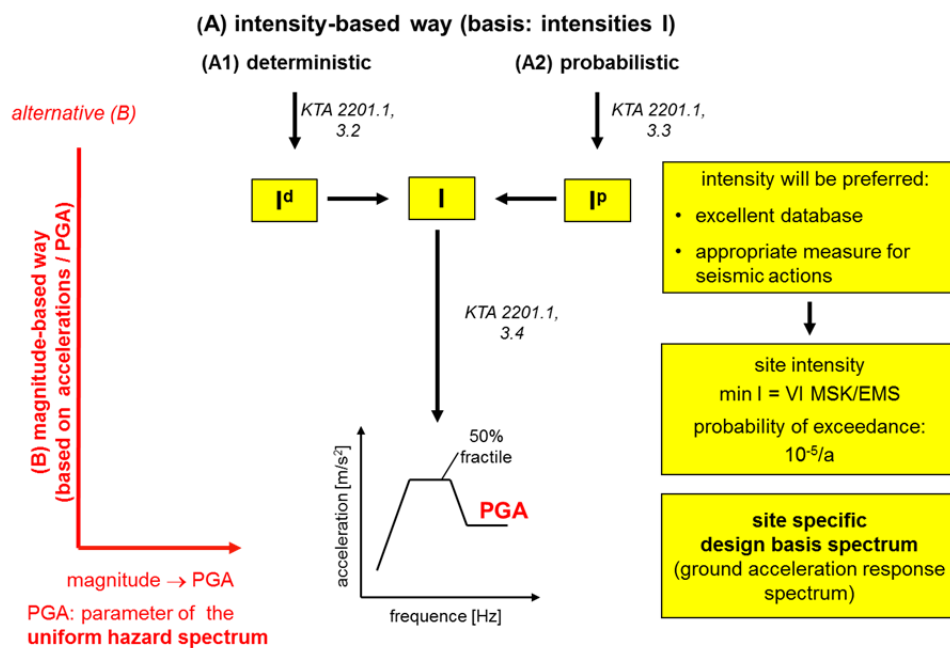 (A) intensity-based way (basis: intensities I)
(A1) deterministic
(A2) probabilistic
alternative (B)
KTA 2201.1,
3.2
KTA 2201.1,
3.3
I^d
I
I^p
(B) magnitude-based way
(based on accelerations / PGA)
KTA 2201.1,
3.4
intensity will be preferred:
• excellent database
• appropriate measure for
seismic actions
site intensity
min I = VI MSK/EMS
probability of exceedance:
10⁻⁵/a
50%
fractile
PGA
acceleration [m/s²]
frequence [Hz]
site specific
design basis spectrum
(ground acceleration response
spectrum)
magnitude → PGA
PGA: parameter of the
uniform hazard spectrum